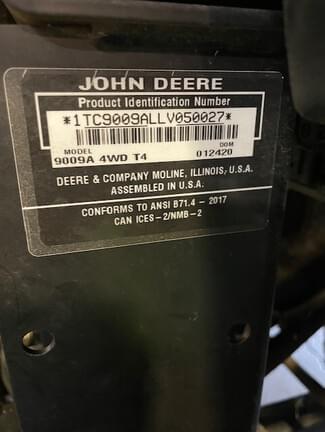 JOHN DEERE
Product Identification Number
*1TC9009ALLV050027*
MODEL DOM
9009A 4WD T4 012420
DEERE & COMPANY MOLINE, ILLINOIS, U.S.A.
ASSEMBLED IN U.S.A.
CONFORMS TO ANSI B71.4 - 2017
CAN ICES-2/NMB-2